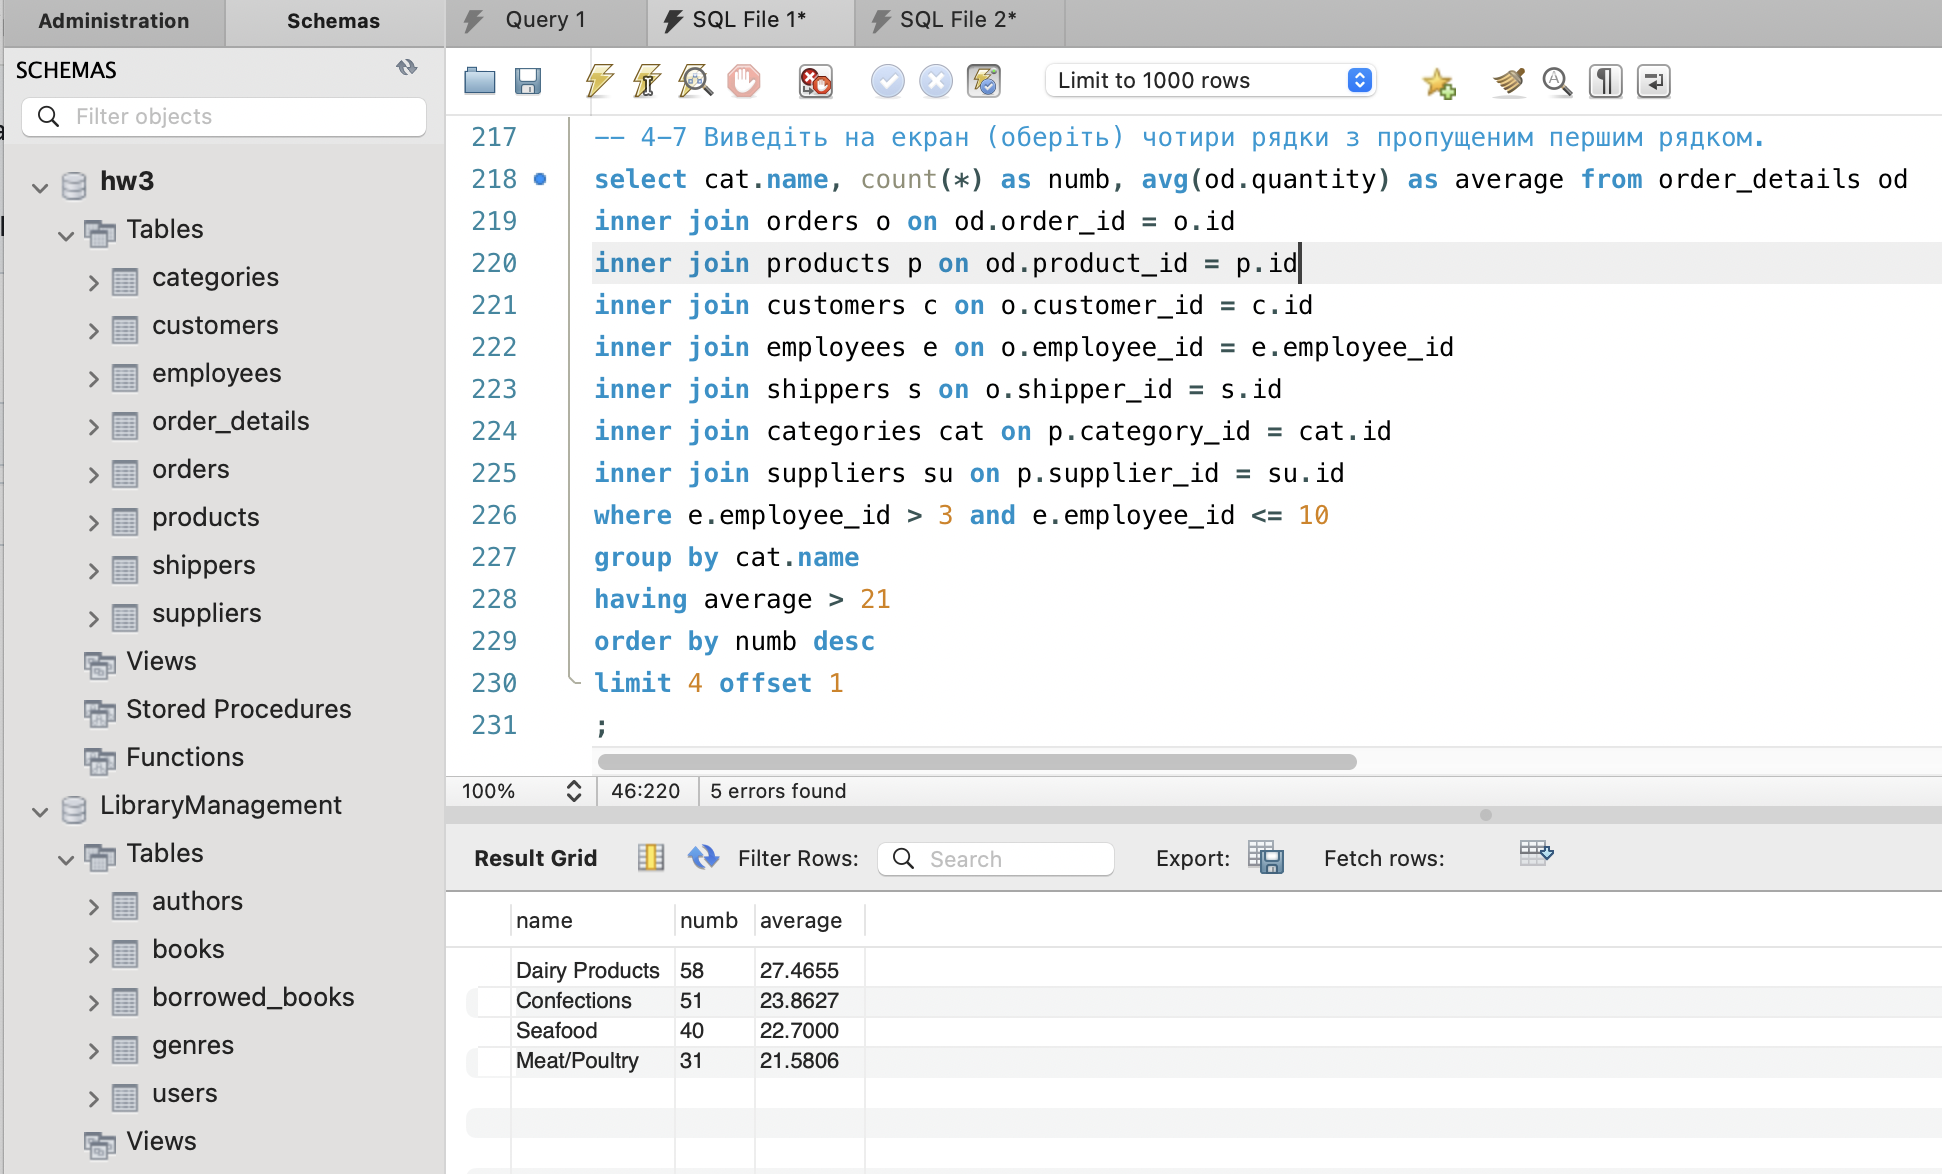 Administration
Schemas
SCHEMAS
Filter objects
hw3
Tables
categories
customers
employees
order_details
orders
products
shippers
suppliers
Views
Stored Procedures
Functions
LibraryManagement
Tables
authors
books
borrowed_books
genres
users
Views
Query 1
SQL File 1*
SQL File 2*
Limit to 1000 rows
217 -- 4-7 Виведіть на екран (оберіть) чотири рядки з пропущеним першим рядком.
218 select cat.name, count(*) as numb, avg(od.quantity) as average from order_details od
219 inner join orders o on od.order_id = o.id
220 inner join products p on od.product_id = p.id
221 inner join customers c on o.customer_id = c.id
222 inner join employees e on o.employee_id = e.employee_id
223 inner join shippers s on o.shipper_id = s.id
224 inner join categories cat on p.category_id = cat.id
225 inner join suppliers su on p.supplier_id = su.id
226 where e.employee_id > 3 and e.employee_id <= 10
227 group by cat.name
228 having average > 21
229 order by numb desc
230 limit 4 offset 1
231 ;
100% 46:220 5 errors found
Result Grid Filter Rows: Search Export: Fetch rows:
name numb average
Dairy Products 58 27.4655
Confections 51 23.8627
Seafood 40 22.7000
Meat/Poultry 31 21.5806